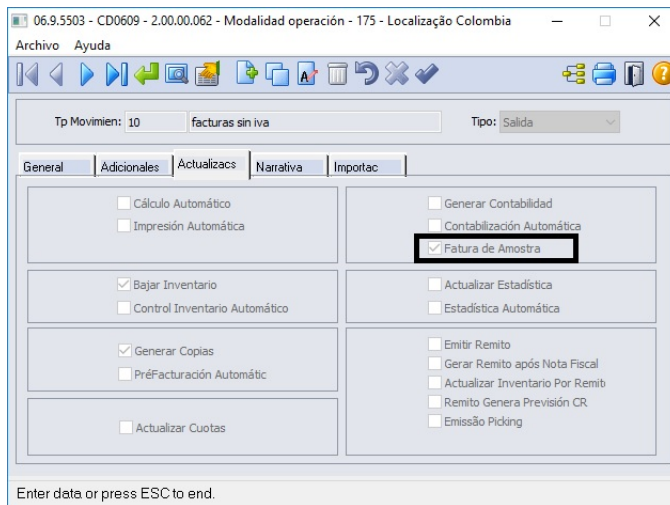 06.9.5503 - CD0609 - 2.00.00.062 - Modalidad operación - 175 - Localização Colombia
Archivo Ayuda
Tp Movimien: 10 facturas sin iva Tipo: Salida
General Adicionales Actualizacs Narrativa Importac
Cálculo Automático
Impresión Automática
Generar Contabilidad
Contabilización Automática
Fatura de Amostra
Bajar Inventario
Control Inventario Automático
Actualizar Estadística
Estadística Automática
Generar Copias
PréFacturación Automátic
Emitir Remito
Gerar Remito após Nota Fiscal
Actualizar Inventario Por Remib
Remito Genera Previsión CR
Emissão Picking
Actualizar Cuotas
Enter data or press ESC to end.